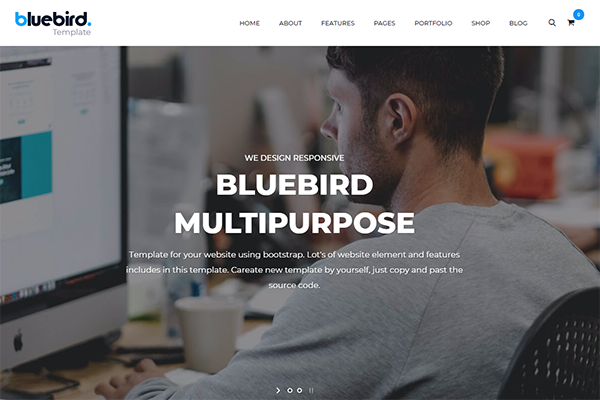 bluebird.
Template
HOME ABOUT FEATURES PAGES PORTFOLIO SHOP BLOG 0
WE DESIGN RESPONSIVE
BLUEBIRD
MULTIPURPOSE
Template for your website using bootstrap. Lot's of website element and features
includes in this template. Careate new template by yourself, just copy and past the
source code.